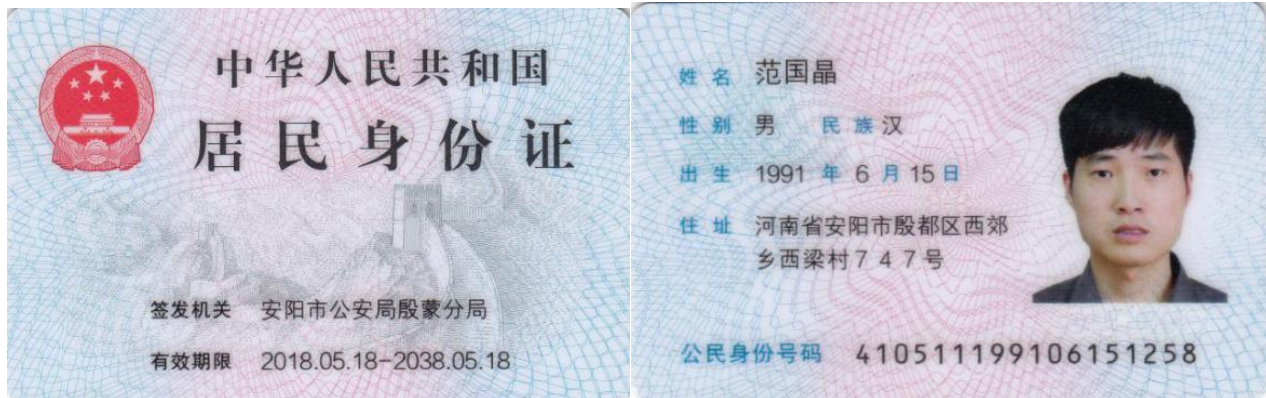 中华人民共和国
居民身份证
签发机关 安阳市公安局殷蒙分局
有效期限 2018.05.18-2038.05.18
姓名 范国晶
性别 男 民族 汉
出生 1991 年 6 月 15 日
住址 河南省安阳市殷都区西郊
乡西梁村747号
公民身份号码 410511199106151258